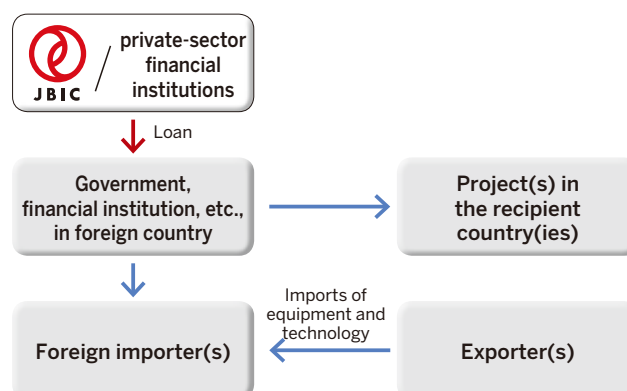 JBIC
/
private-sector
financial
institutions
Loan
Government,
financial institution, etc.,
in foreign country
Project(s) in
the recipient
country(ies)
Imports of
equipment and
technology
Foreign importer(s)
Exporter(s)